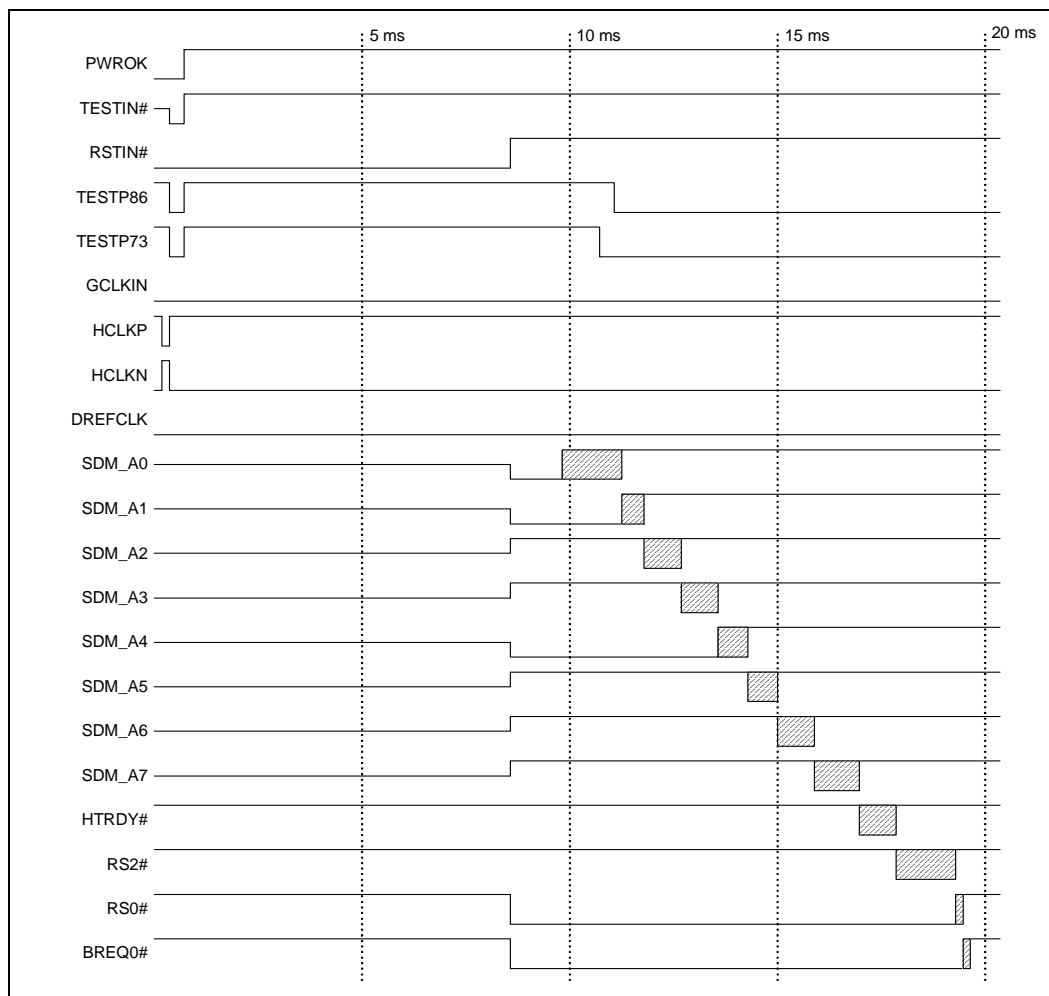 5 ms 10 ms 15 ms 20 ms
PWROK
TESTIN#
RSTIN#
TESTP86
TESTP73
GCLKIN
HCLKP
HCLKN
DREFCLK
SDM_A0
SDM_A1
SDM_A2
SDM_A3
SDM_A4
SDM_A5
SDM_A6
SDM_A7
HTRDY#
RS2#
RS0#
BREQ0#